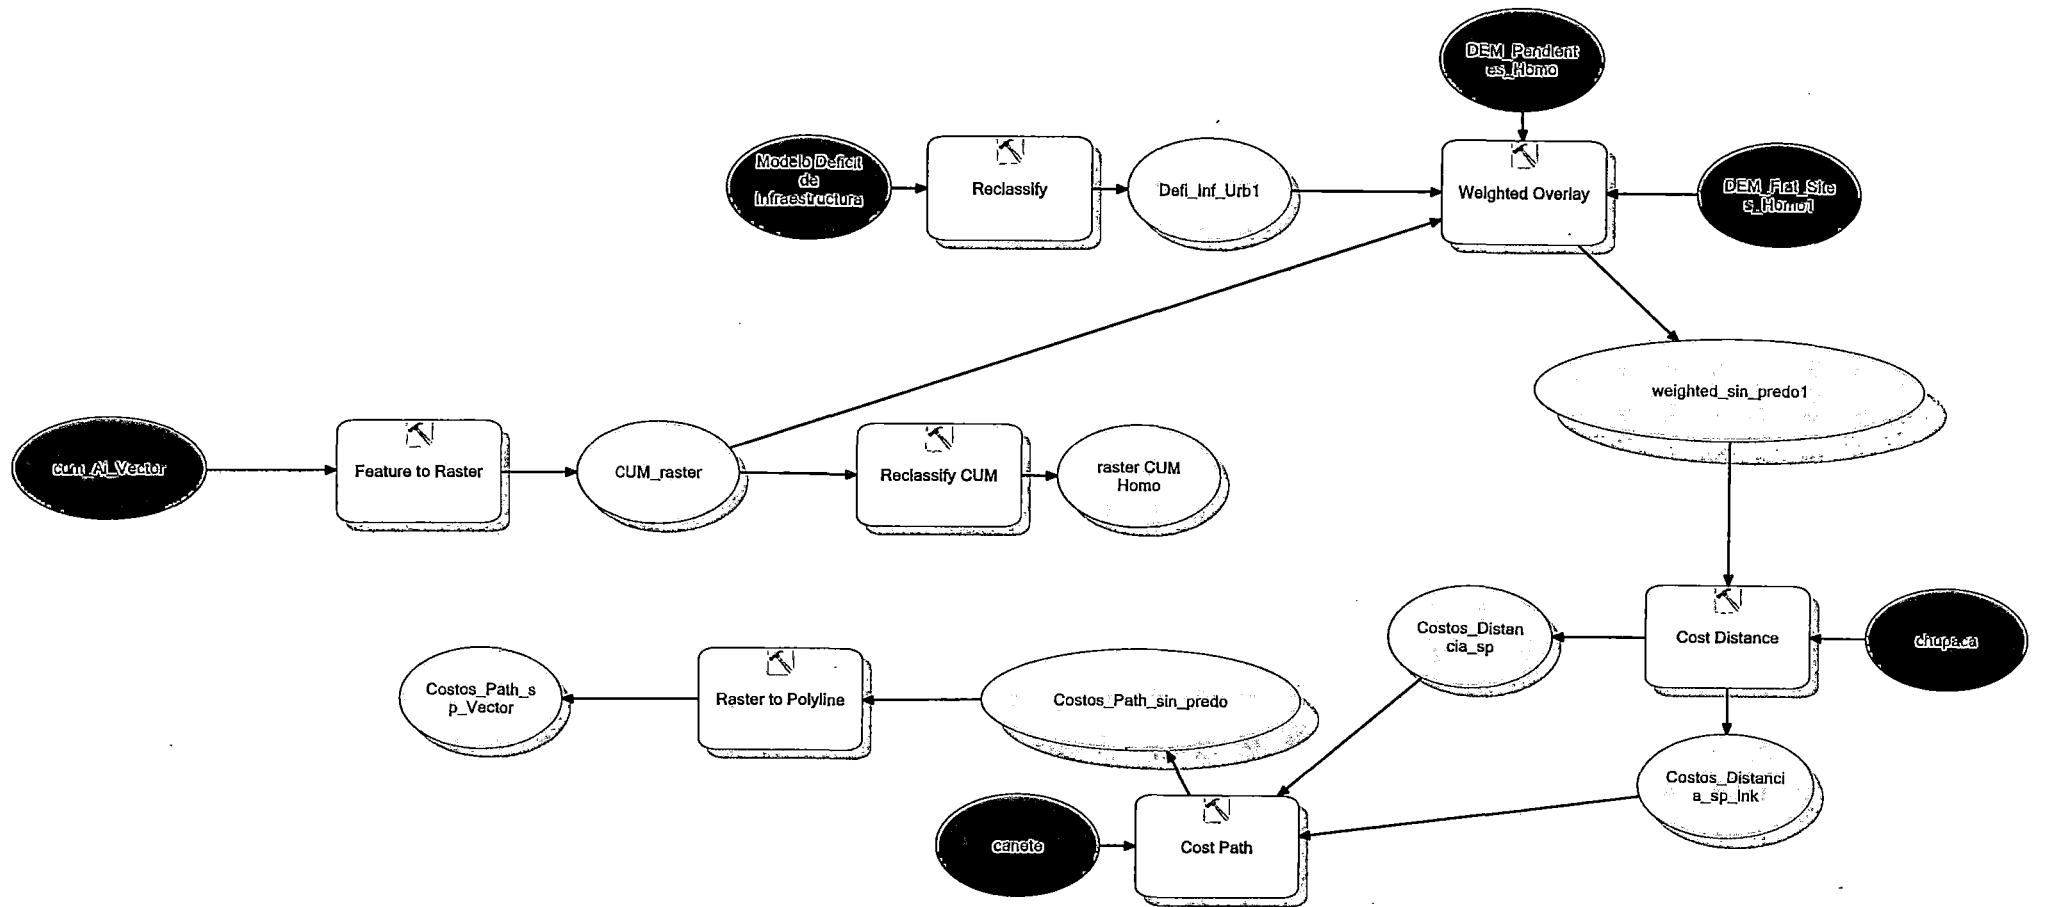 DEM_Pendient
es_Homo
Modelo Deficit
de
Infraestructura
Reclassify
Defi_Inf_Urb1
Weighted Overlay
DEM_Flat_Site
s_Homo1
weighted_sin_predo1
cum_Ai_Vector
Feature to Raster
CUM_raster
Reclassify CUM
raster CUM
Homo
Costos_Distan
cia_sp
Cost Distance
chupaca
Costos_Path_s
p_Vector
Raster to Polyline
Costos_Path_sin_predo
Costos_Distanci
a_sp_lnk
canete
Cost Path